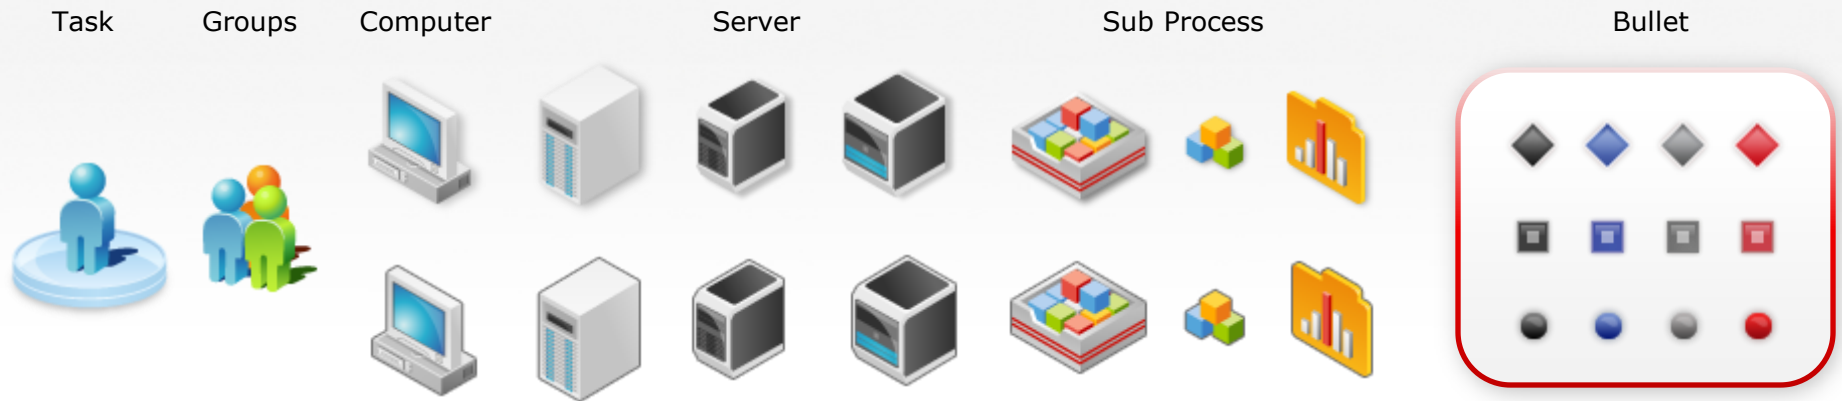 Task
Groups
Computer
Server
Sub Process
Bullet